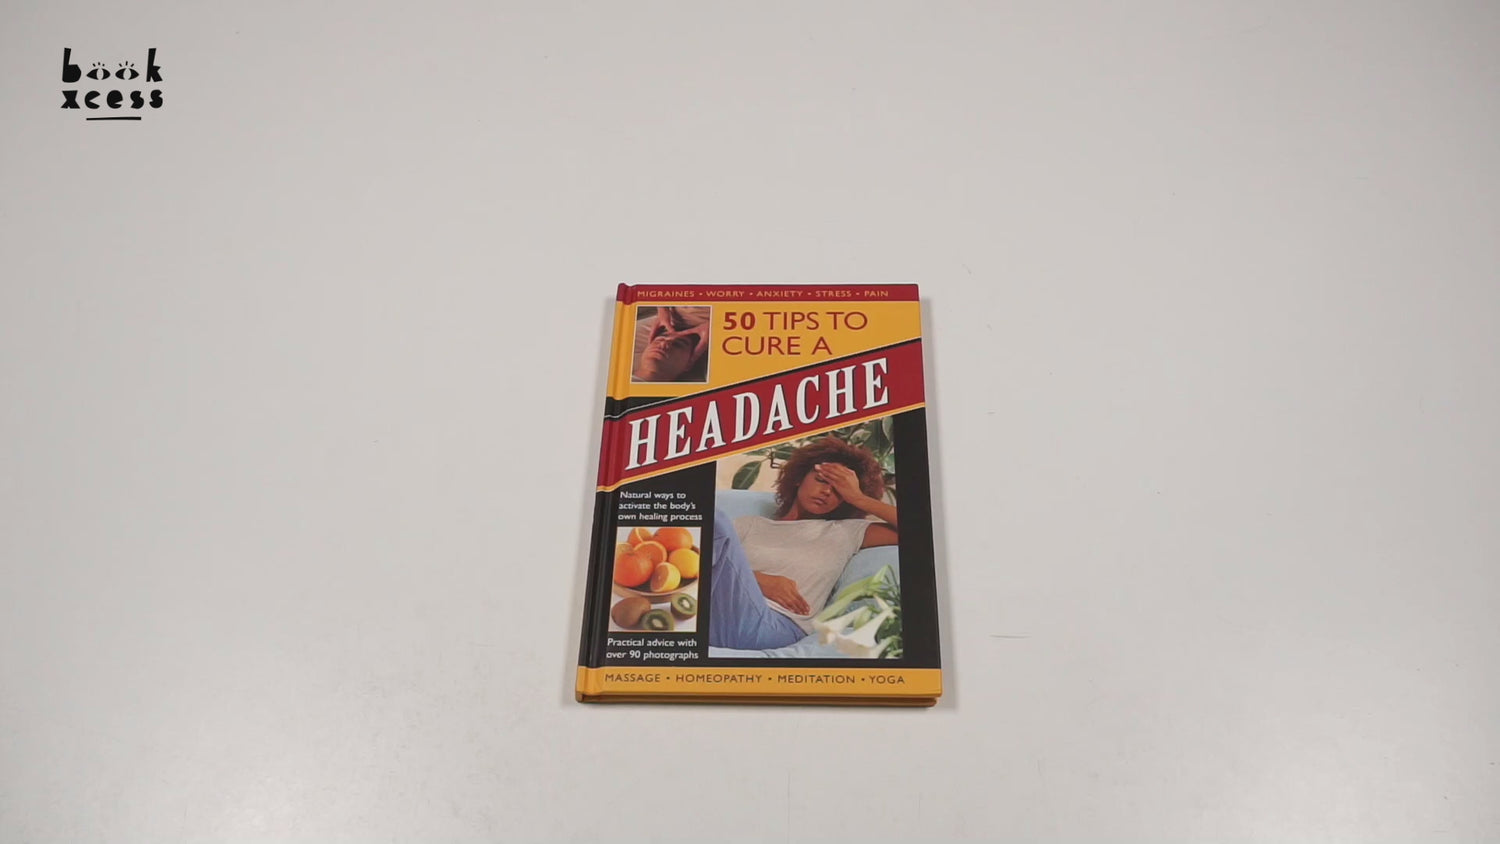 book
xcess
MIGRAINES • WORRY • ANXIETY • STRESS • PAIN
50 TIPS TO
CURE A
HEADACHE
Natural ways to
activate the body's
own healing process
Practical advice with
over 90 photographs
MASSAGE • HOMEOPATHY • MEDITATION • YOGA